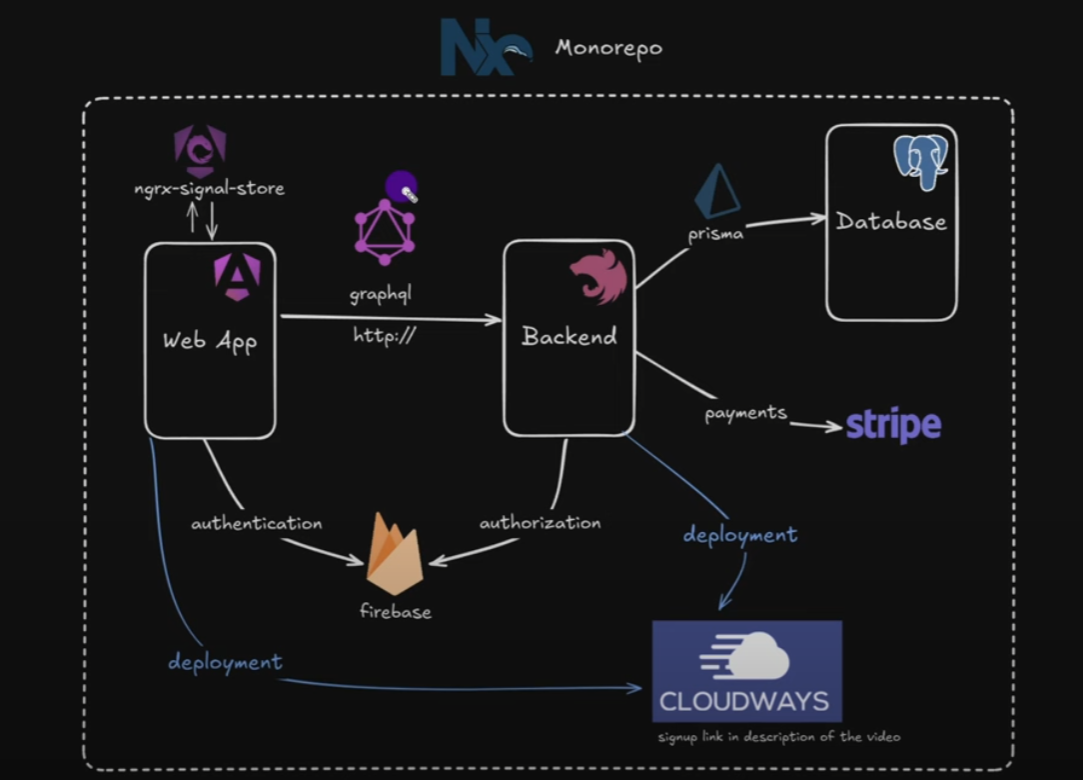 Nx Monorepo
ngrx-signal-store
graphql
http://
Web App
Backend
prisma
Database
payments
stripe
authentication
authorization
firebase
deployment
deployment
CLOUDWAYS
signup link in description of the video